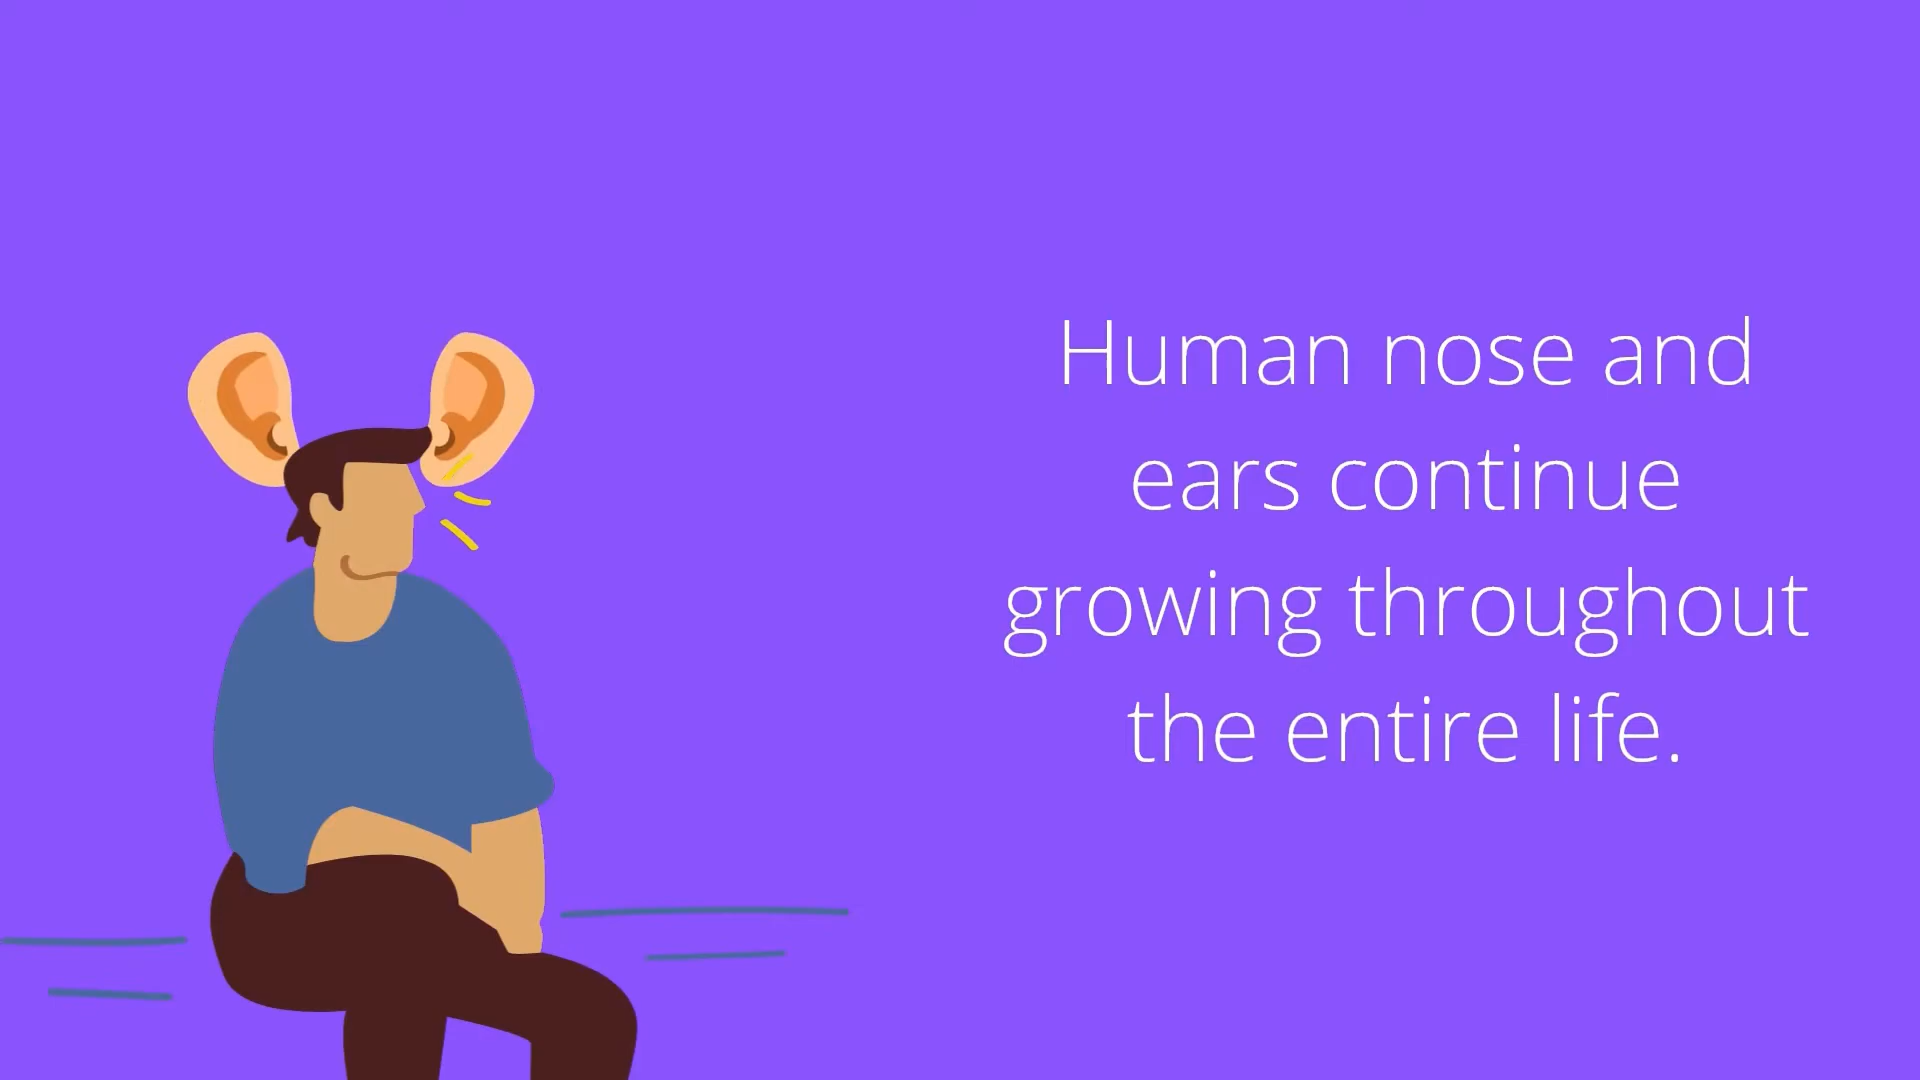 Human nose and
ears continue
growing throughout
the entire life.